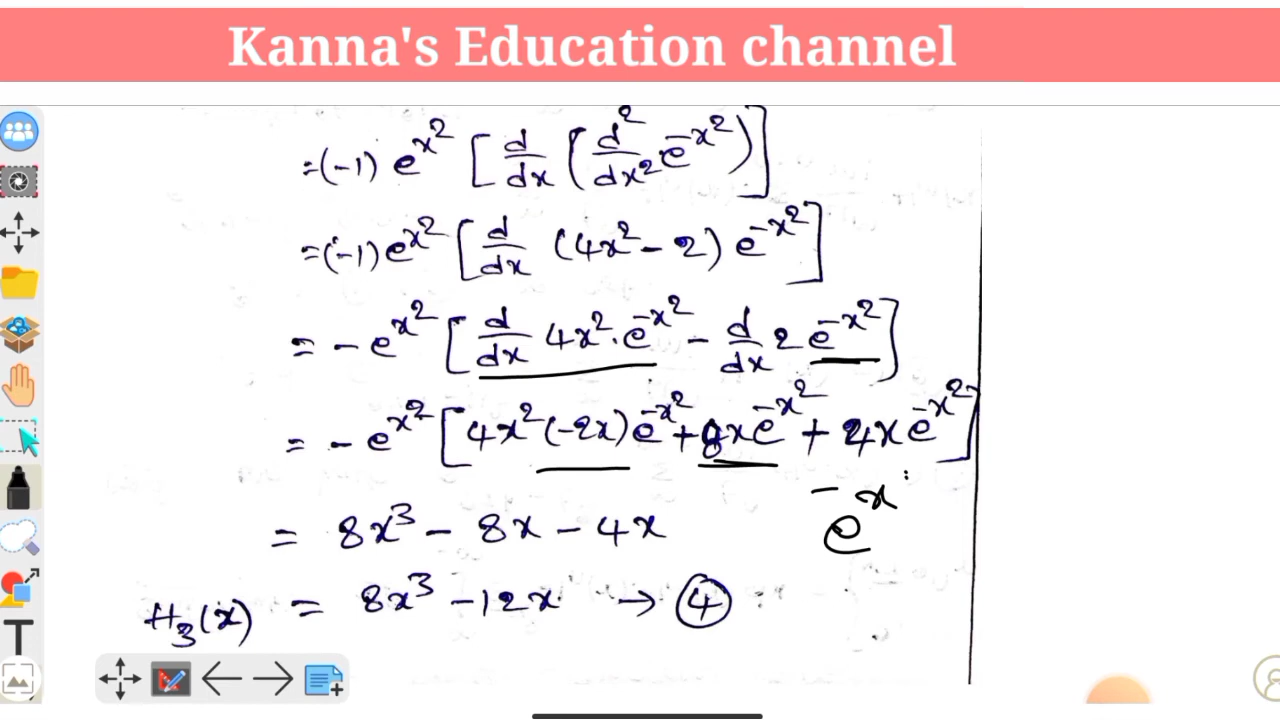 Kanna's Education channel
=(-1) e^{x^2} [d/dx (d^2/dx^2 e^{-x^2})]
=(-1) e^{x^2} [d/dx (4x^2 - 2) e^{-x^2}]
= - e^{x^2} [d/dx 4x^2 · e^{-x^2} - d/dx 2 e^{-x^2}]
= - e^{x^2} [4x^2 (-2x) e^{-x^2} + 8x e^{-x^2} + 4x e^{-x^2}]
e^{-x}
= 8x^3 - 8x - 4x
H_3(x) = 8x^3 - 12x → ④
T